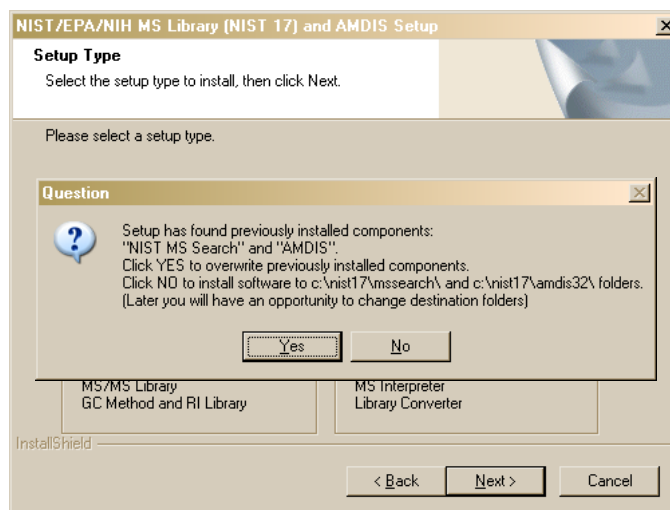 NIST/EPA/NIH MS Library (NIST 17) and AMDIS Setup
Setup Type
Select the setup type to install, then click Next.
Please select a setup type.
Question
Setup has found previously installed components:
"NIST MS Search" and "AMDIS".
Click YES to overwrite previously installed components.
Click NO to install software to c:\nist17\mssearch\ and c:\nist17\amdis32\ folders.
(Later you will have an opportunity to change destination folders)
Yes
No
MS/MS Library
GC Method and RI Library
MS Interpreter
Library Converter
InstallShield
< Back
Next >
Cancel